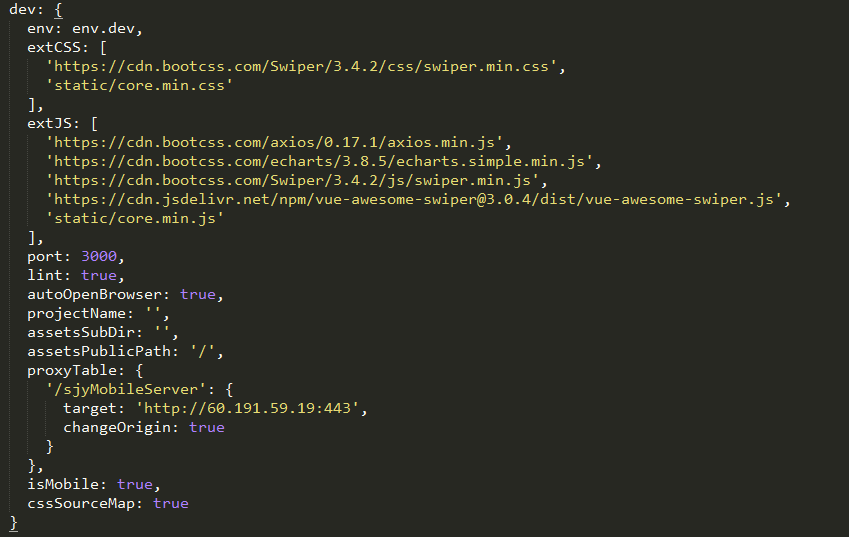 dev: {
env: env.dev,
extCSS: [
'https://cdn.bootcss.com/Swiper/3.4.2/css/swiper.min.css',
'static/core.min.css'
],
extJS: [
'https://cdn.bootcss.com/axios/0.17.1/axios.min.js',
'https://cdn.bootcss.com/echarts/3.8.5/echarts.simple.min.js',
'https://cdn.bootcss.com/Swiper/3.4.2/js/swiper.min.js',
'https://cdn.jsdelivr.net/npm/vue-awesome-swiper@3.0.4/dist/vue-awesome-swiper.js',
'static/core.min.js'
],
port: 3000,
lint: true,
autoOpenBrowser: true,
projectName: '',
assetsSubDir: '',
assetsPublicPath: '/',
proxyTable: {
'/sjyMobileServer': {
target: 'http://60.191.59.19:443',
changeOrigin: true
}
},
isMobile: true,
cssSourceMap: true
}